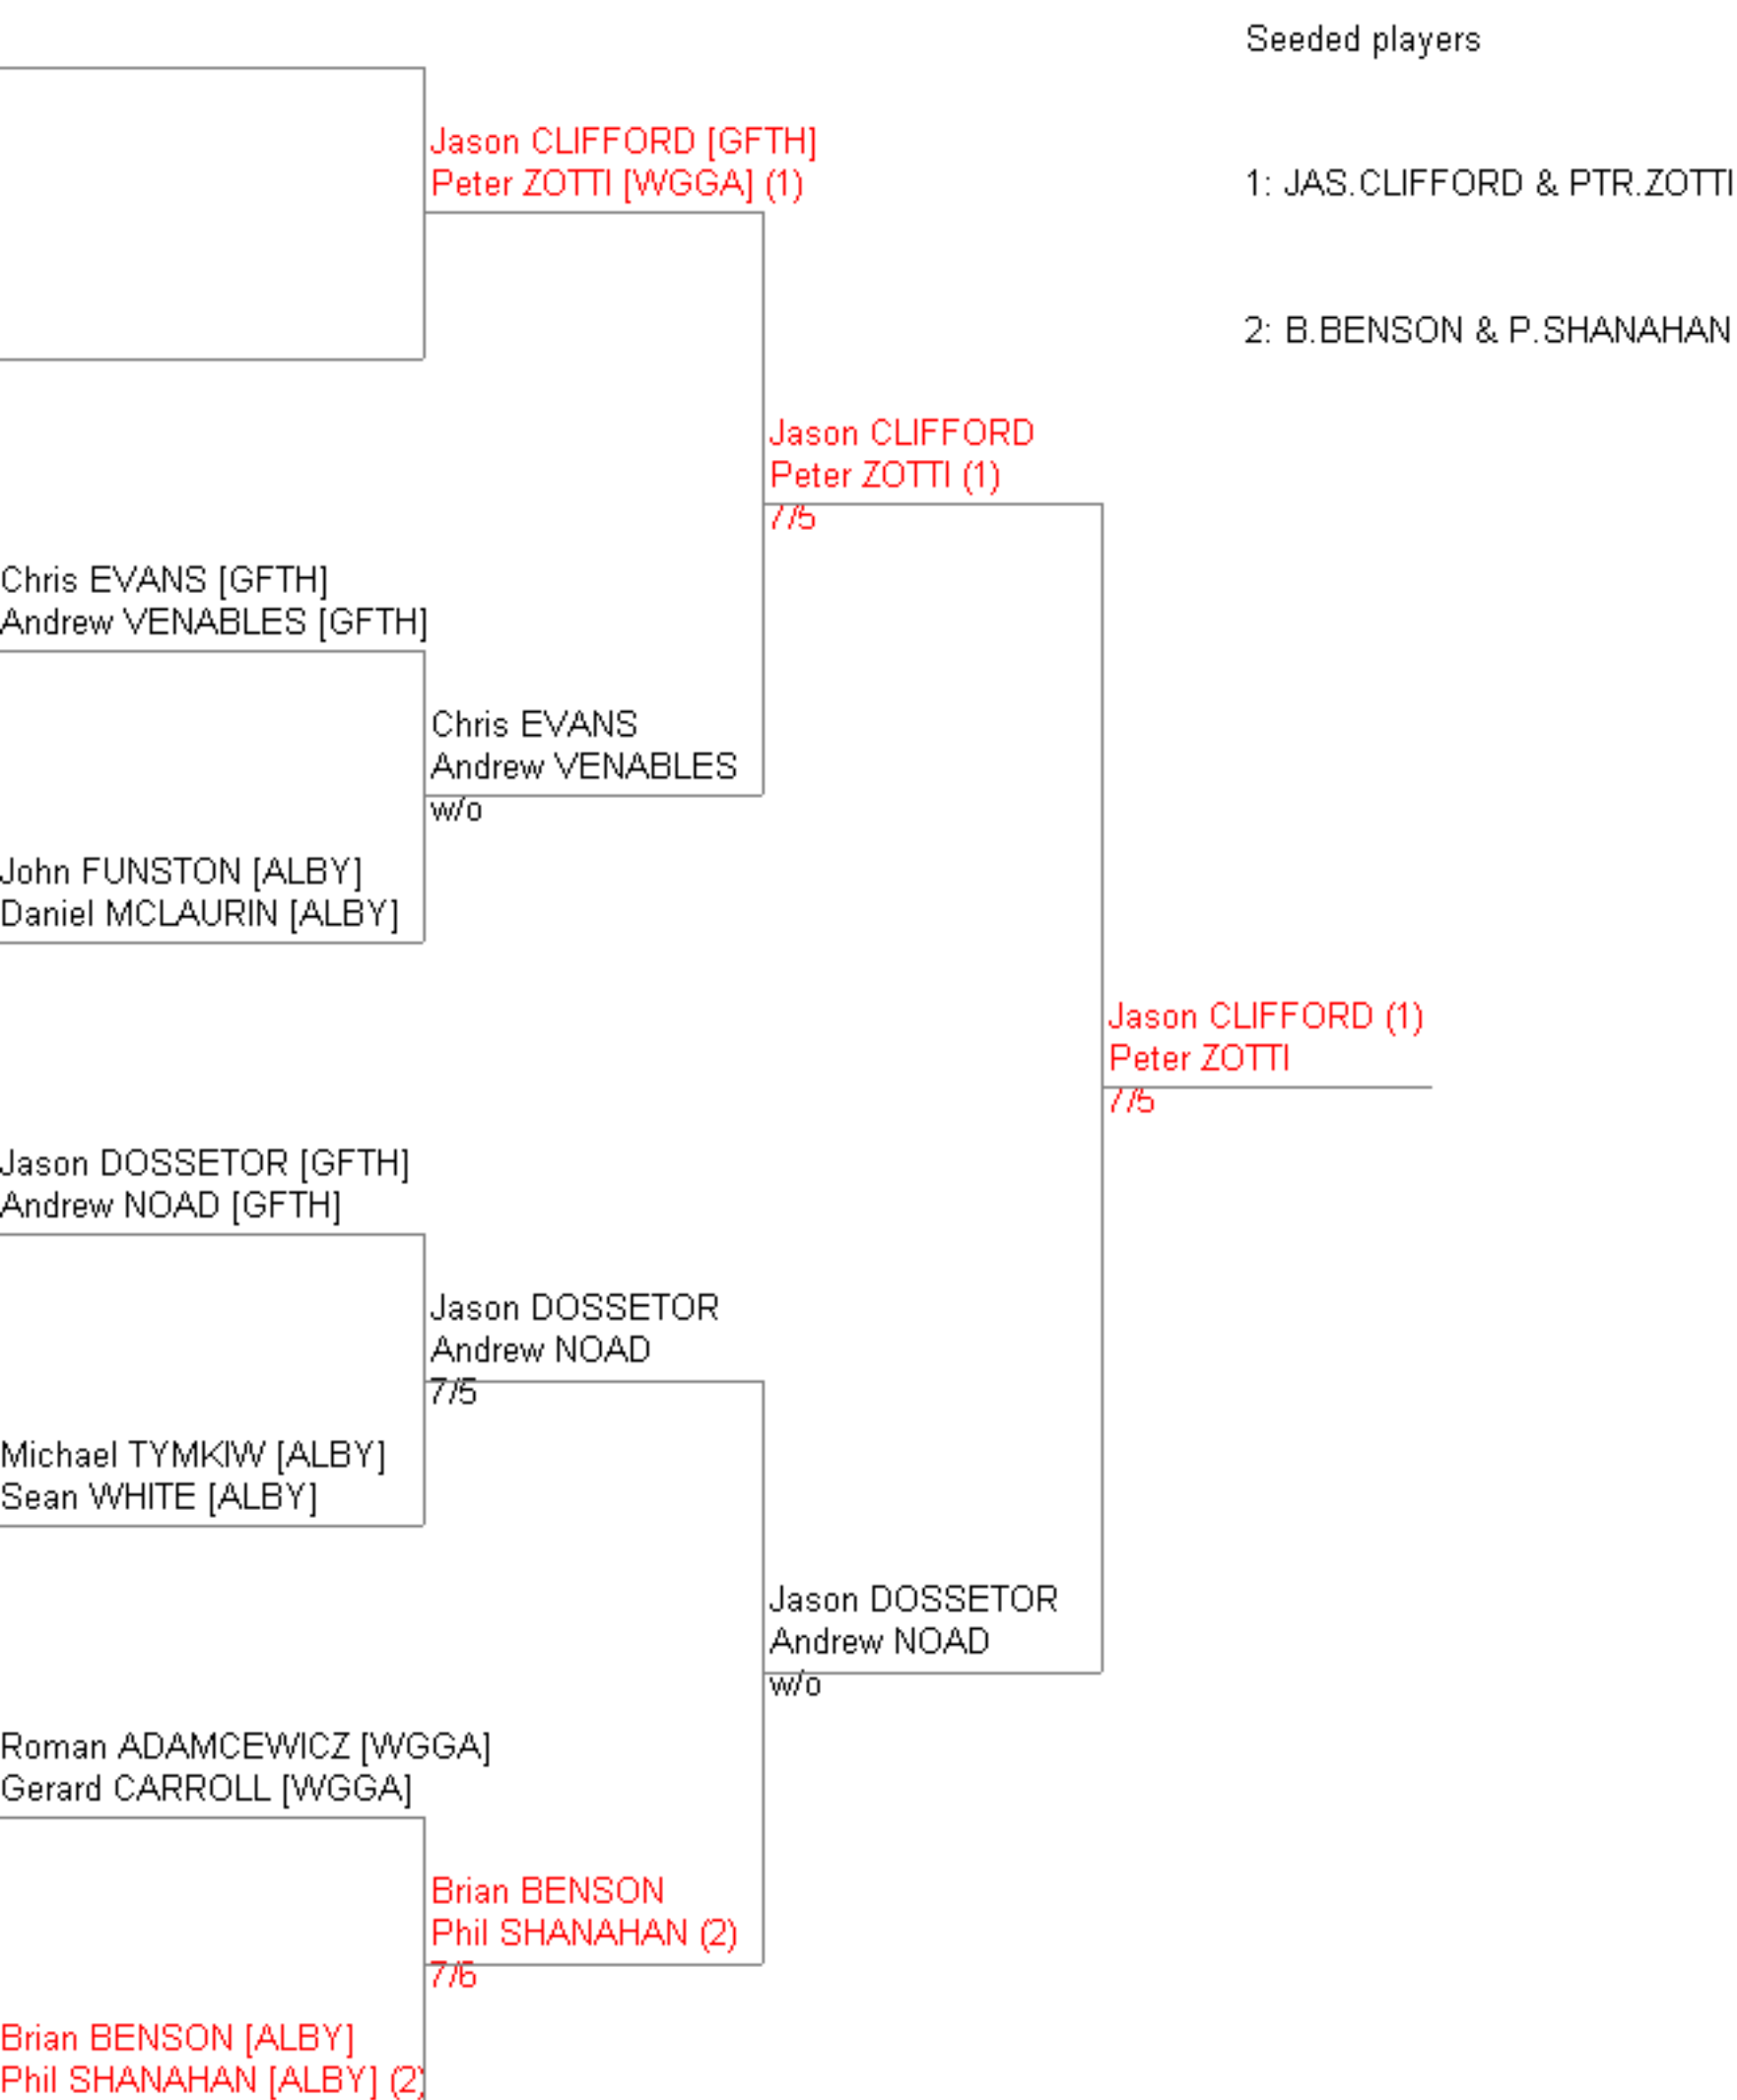 Seeded players
Jason CLIFFORD [GFTH]
Peter ZOTTI [WGGA] (1)
1: JAS.CLIFFORD & PTR.ZOTTI
2: B.BENSON & P.SHANAHAN
Jason CLIFFORD
Peter ZOTTI (1)
7/5
Chris EVANS [GFTH]
Andrew VENABLES [GFTH]
Chris EVANS
Andrew VENABLES
w/o
John FUNSTON [ALBY]
Daniel MCLAURIN [ALBY]
Jason CLIFFORD (1)
Peter ZOTTI
7/5
Jason DOSSETOR [GFTH]
Andrew NOAD [GFTH]
Jason DOSSETOR
Andrew NOAD
7/5
Michael TYMKIW [ALBY]
Sean WHITE [ALBY]
Jason DOSSETOR
Andrew NOAD
w/o
Roman ADAMCEWICZ [WGGA]
Gerard CARROLL [WGGA]
Brian BENSON
Phil SHANAHAN (2)
7/6
Brian BENSON [ALBY]
Phil SHANAHAN [ALBY] (2)